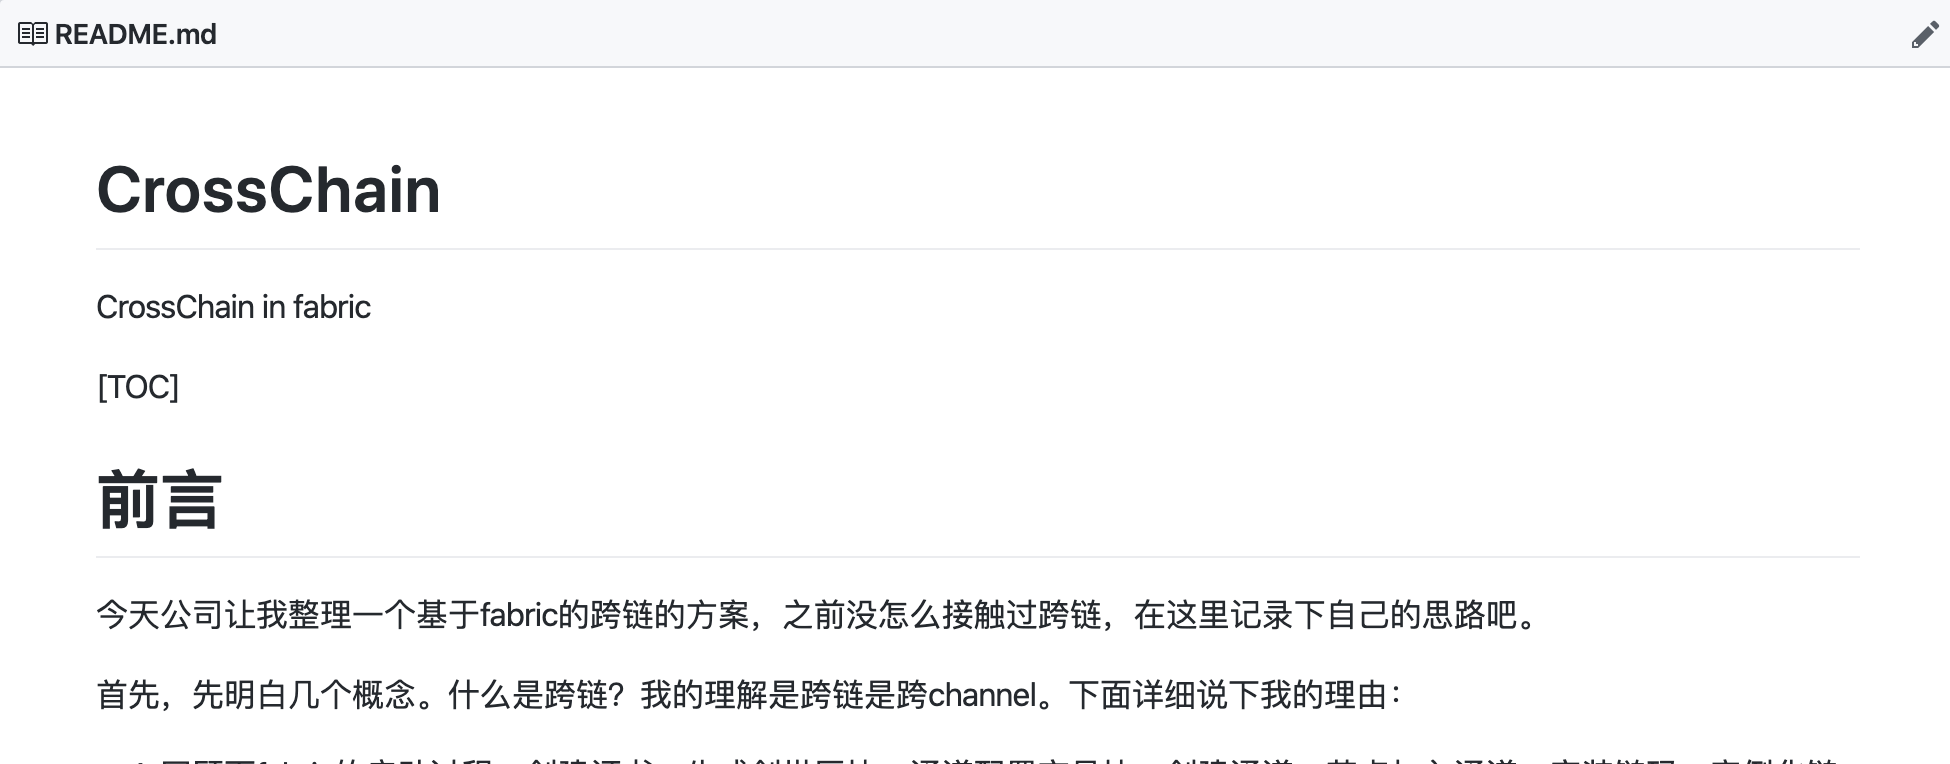 README.md
CrossChain
CrossChain in fabric
[TOC]
前言
今天公司让我整理一个基于fabric的跨链的方案，之前没怎么接触过跨链，在这里记录下自己的思路吧。
首先，先明白几个概念。什么是跨链？我的理解是跨链是跨channel。下面详细说下我的理由：